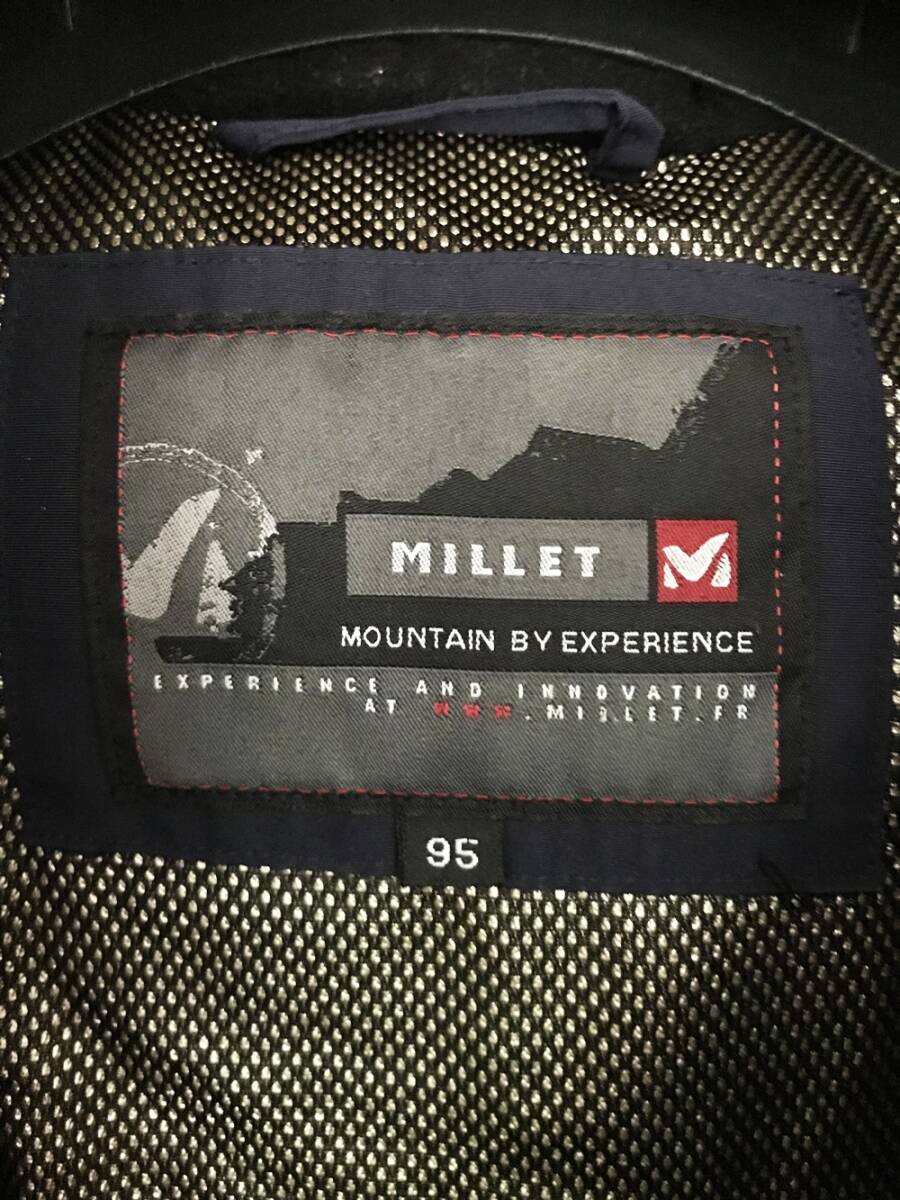 MILLET
MOUNTAIN BY EXPERIENCE
EXPERIENCE AND INNOVATION
AT WWW.MILLET.FR
95